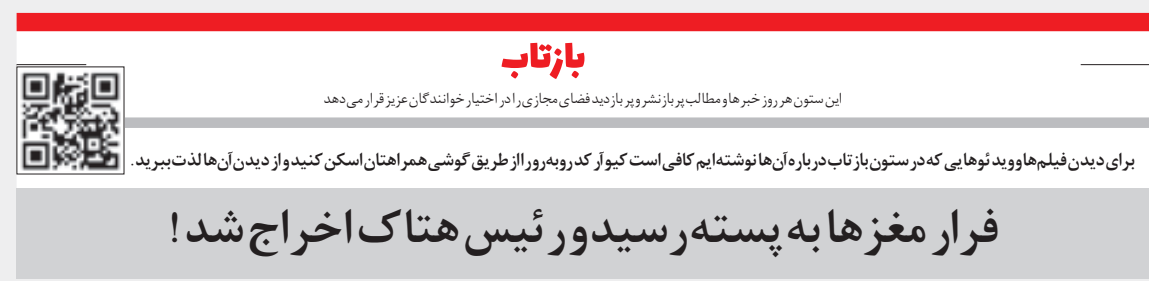 بازتاب
این ستون هر روز خبرها و مطالب پربازنشر و پربازدید فضای مجازی را در اختیار خوانندگان عزیز قرار می‌دهد
برای دیدن فیلم‌ها و ویدئوهایی که در ستون بازتاب درباره آن‌ها نوشته‌ایم کافی است کیوآر کد روبه‌رو را از طریق گوشی همراهتان اسکن کنید و از دیدن آن‌ها لذت ببرید.
فرار مغزها به پسته رسید و رئیس هتاک اخراج شد!